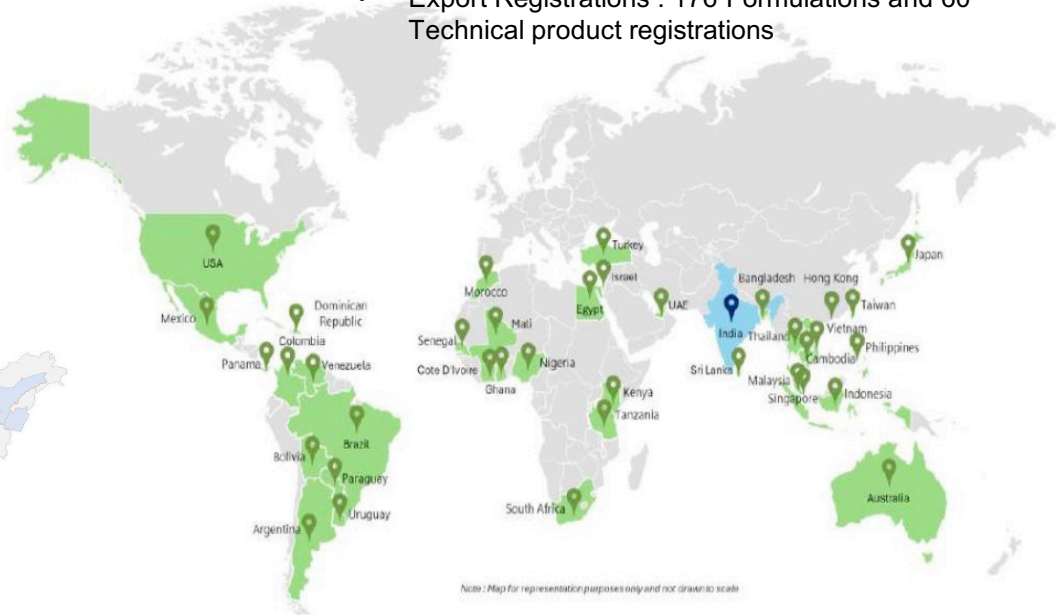 Export Registrations : 176 Formulations and 60
Technical product registrations
USA
Mexico
Dominican
Republic
Panama
Colombia
Venezuela
Brazil
Bolivia
Paraguay
Uruguay
Argentina
Turkey
Israel
Morocco
Egypt
UAE
Mali
Senegal
Cote D'Ivoire
Ghana
Nigeria
Kenya
Tanzania
South Africa
Bangladesh
Hong Kong
Japan
Taiwan
India
Thailand
Vietnam
Cambodia
Philippines
Sri Lanka
Malaysia
Singapore
Indonesia
Australia
Note : Map for representation purposes only and not drawn to scale